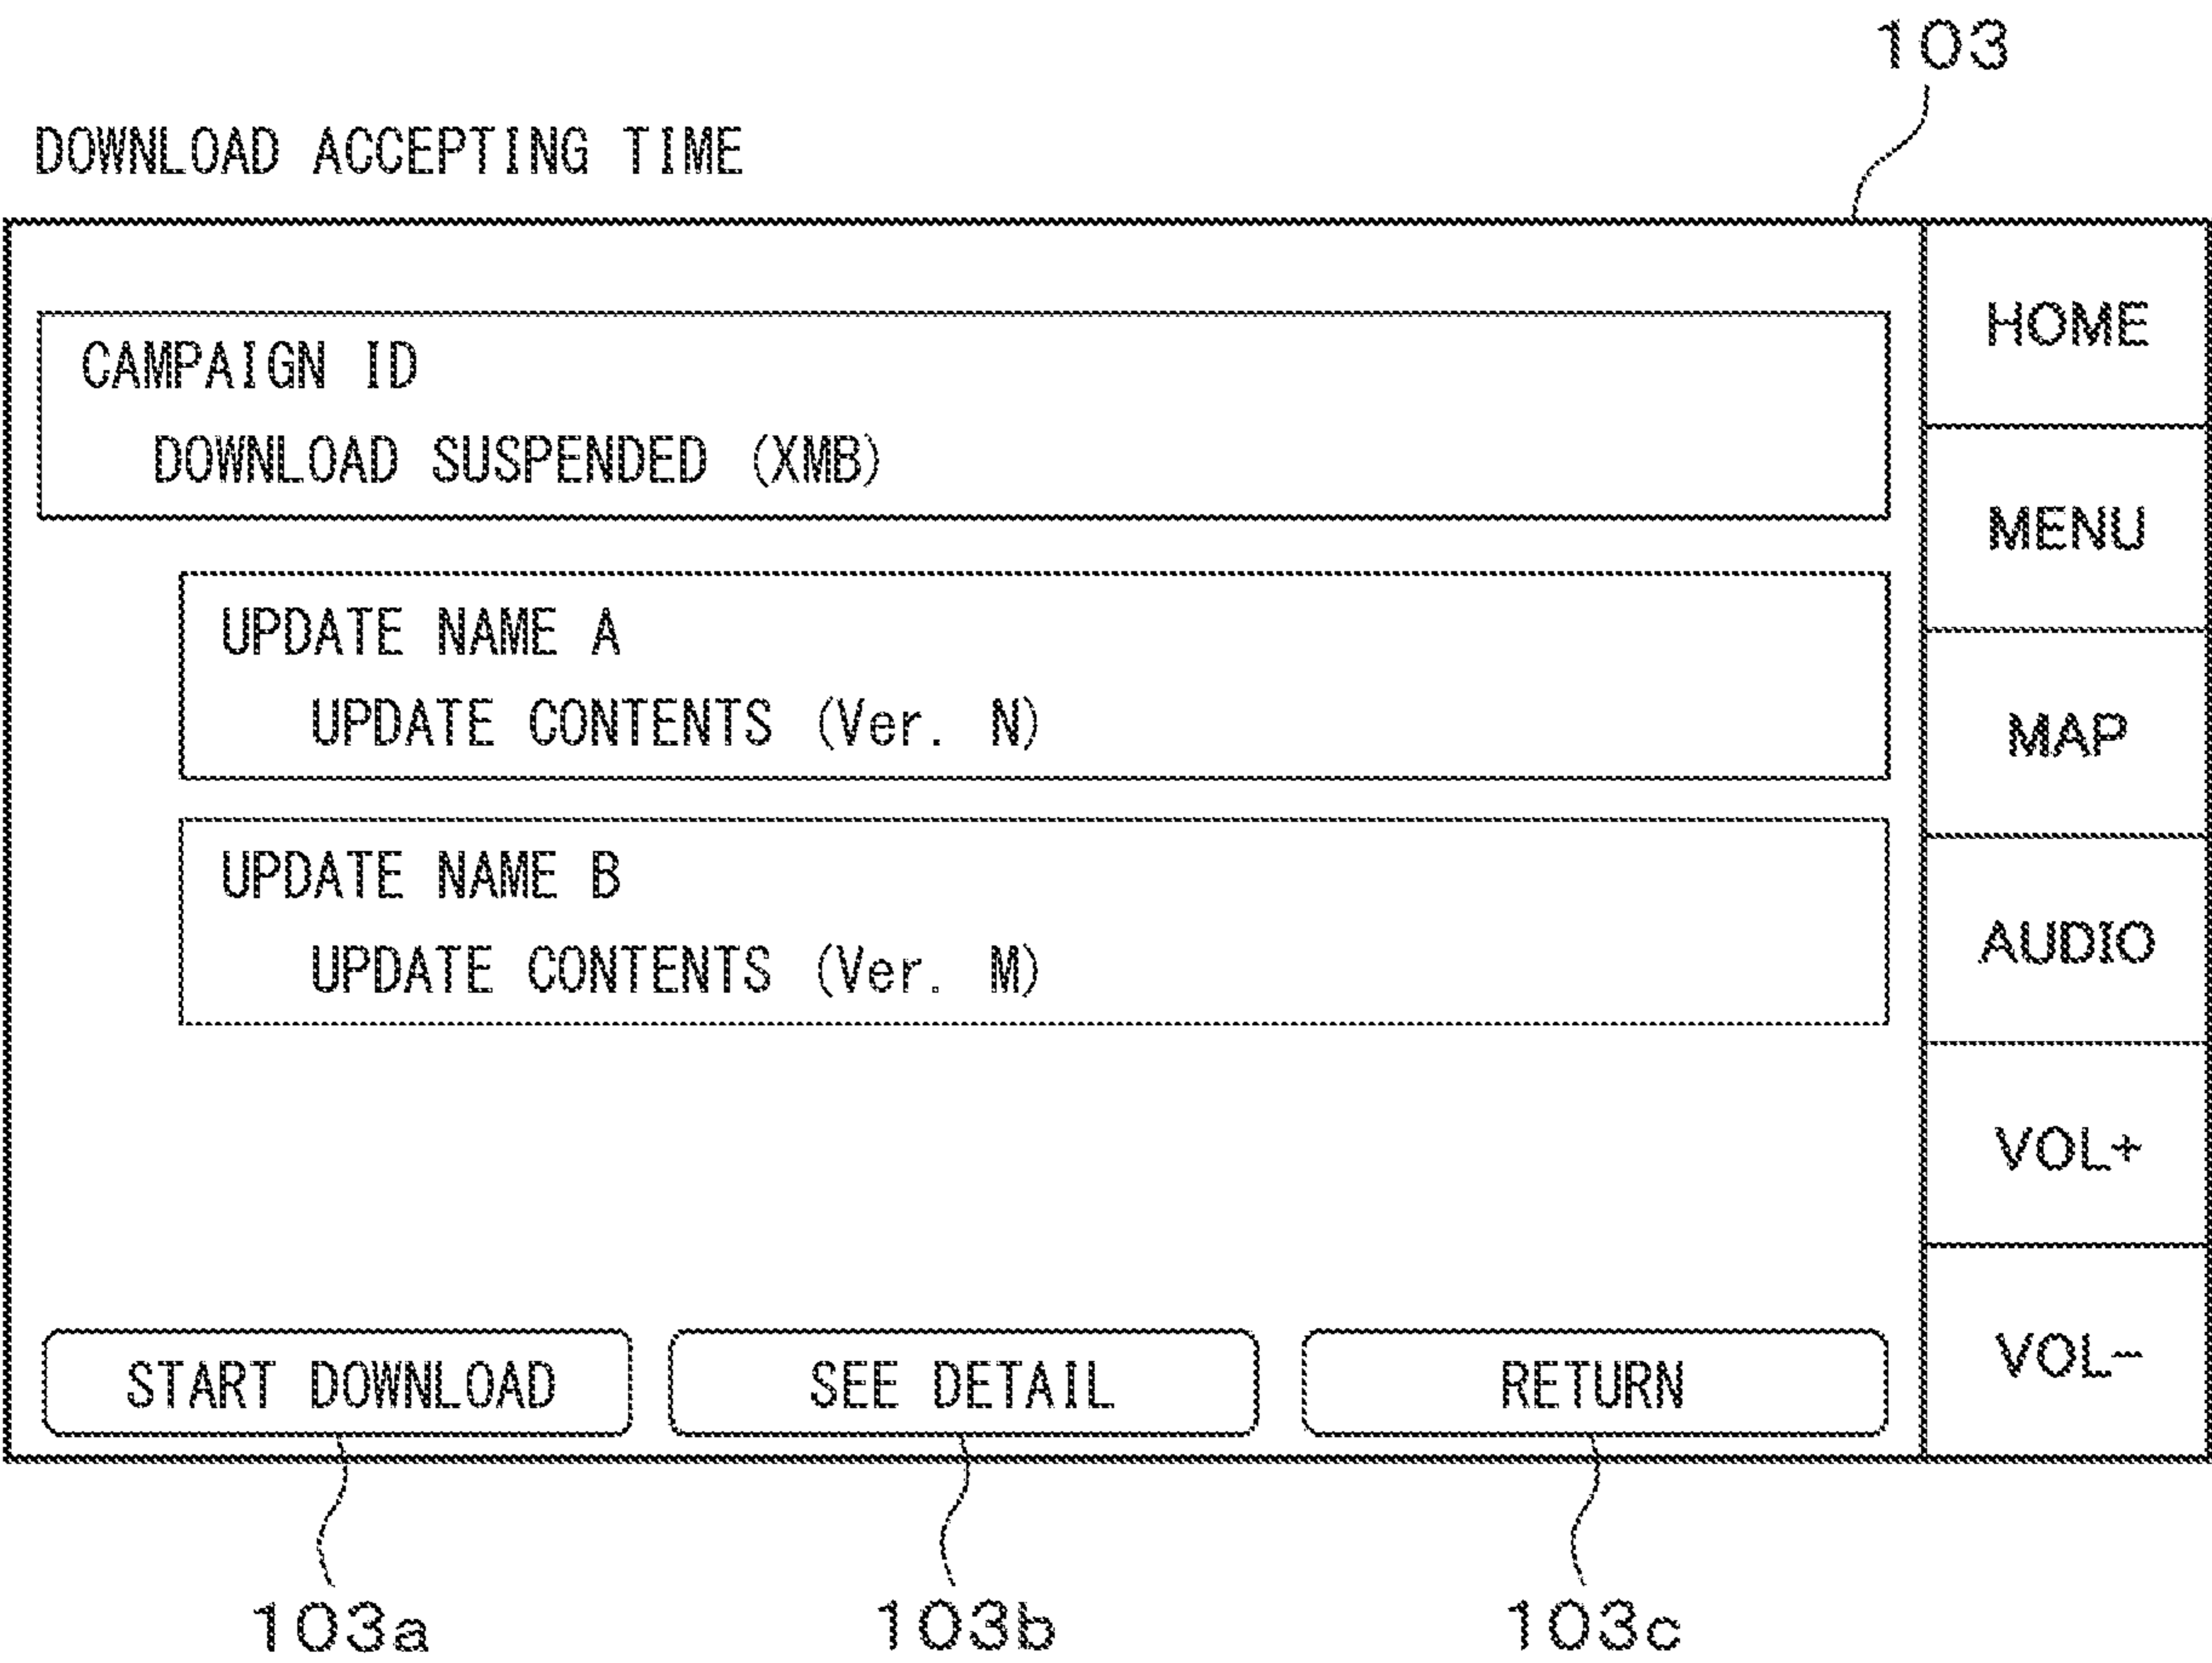 103
DOWNLOAD ACCEPTING TIME
CAMPAIGN ID
DOWNLOAD SUSPENDED (XMB)
UPDATE NAME A
UPDATE CONTENTS (Ver. N)
UPDATE NAME B
UPDATE CONTENTS (Ver. M)
START DOWNLOAD
SEE DETAIL
RETURN
HOME
MENU
MAP
AUDIO
VOL+
VOL-
103a
103b
103c